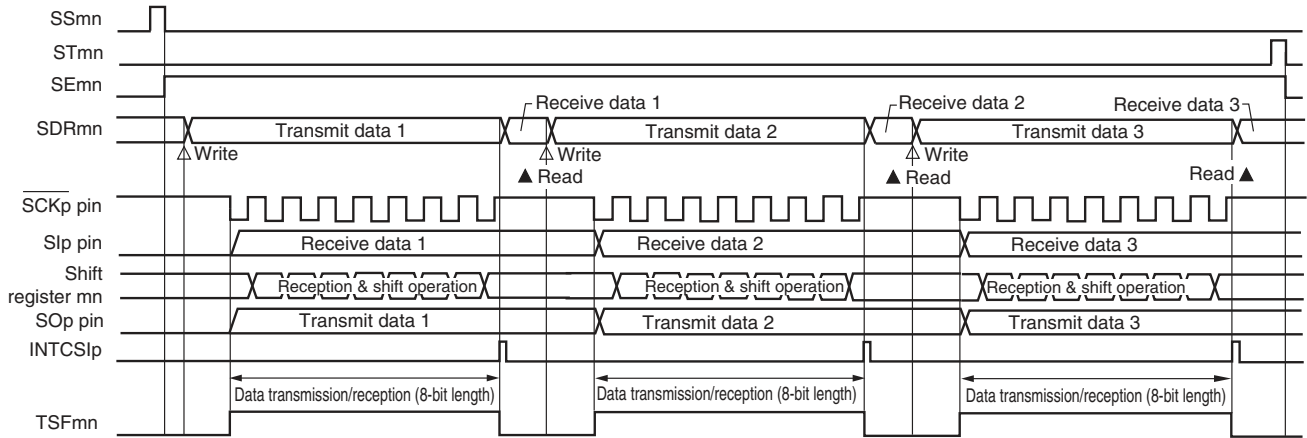 SSmn
STmn
SEmn
Receive data 1
Receive data 2
Receive data 3
SDRmn
Transmit data 1
Transmit data 2
Transmit data 3
Write
Write
Write
Read
Read
Read
SCKp pin
SIp pin
Receive data 1
Receive data 2
Receive data 3
Shift
register mn
Reception & shift operation
Reception & shift operation
Reception & shift operation
SOp pin
Transmit data 1
Transmit data 2
Transmit data 3
INTCSIp
Data transmission/reception (8-bit length)
Data transmission/reception (8-bit length)
Data transmission/reception (8-bit length)
TSFmn